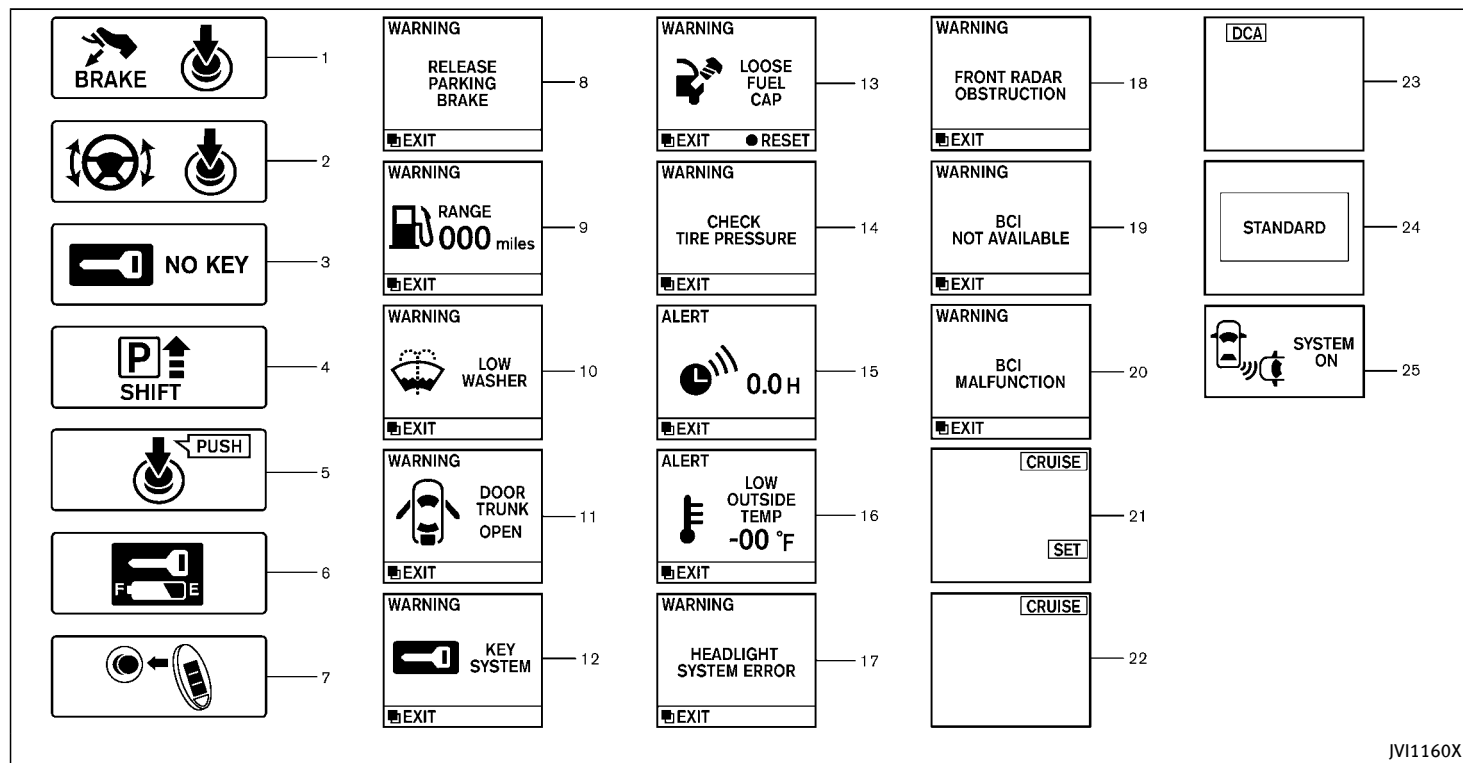 BRAKE
1
2
NO KEY
3
P
SHIFT
4
PUSH
5
F E
6
7
WARNING
RELEASE
PARKING
BRAKE
EXIT
8
WARNING
RANGE
000 miles
EXIT
9
WARNING
LOW
WASHER
EXIT
10
WARNING
DOOR
TRUNK
OPEN
EXIT
11
WARNING
KEY
SYSTEM
EXIT
12
WARNING
LOOSE
FUEL
CAP
EXIT ●RESET
13
WARNING
CHECK
TIRE PRESSURE
EXIT
14
ALERT
0.0 H
EXIT
15
ALERT
LOW
OUTSIDE
TEMP
-00 °F
EXIT
16
WARNING
HEADLIGHT
SYSTEM ERROR
EXIT
17
WARNING
FRONT RADAR
OBSTRUCTION
EXIT
18
WARNING
BCI
NOT AVAILABLE
EXIT
19
WARNING
BCI
MALFUNCTION
EXIT
20
CRUISE
SET
21
CRUISE
22
DCA
23
STANDARD
24
SYSTEM
ON
25
JVI1160X